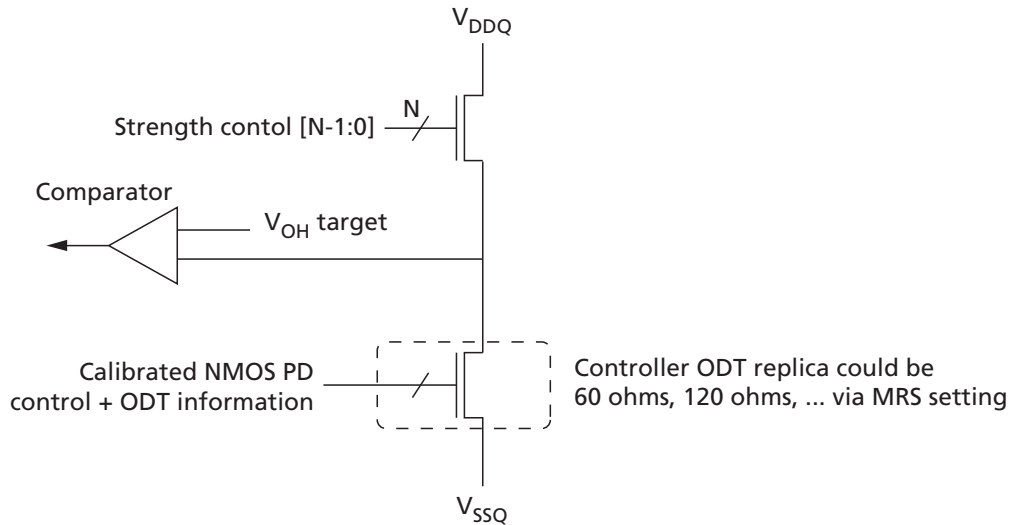 VDDQ
N
Strength contol [N-1:0]
Comparator
VOH target
Calibrated NMOS PD
control + ODT information
Controller ODT replica could be
60 ohms, 120 ohms, ... via MRS setting
VSSQ